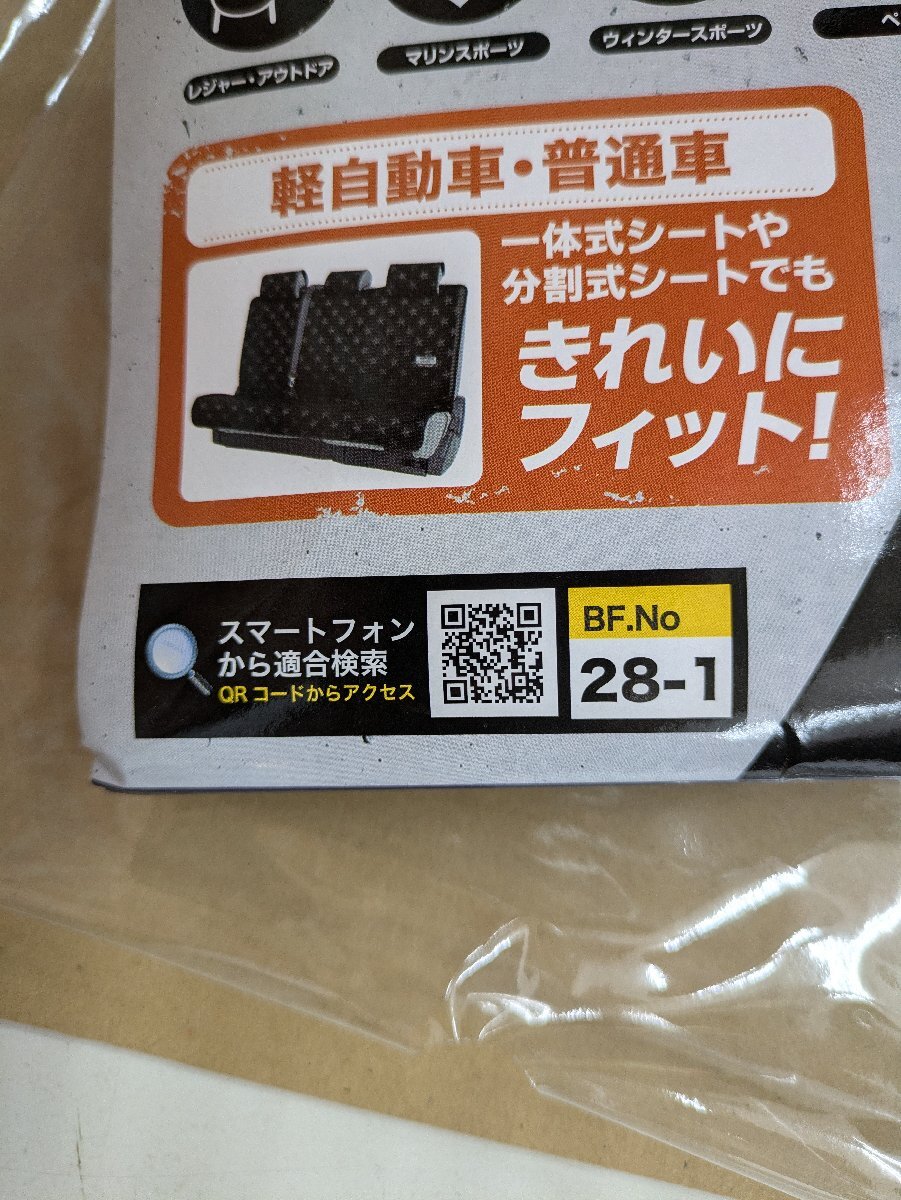 レジャー・アウトドア
マリンスポーツ
ウィンタースポーツ
軽自動車・普通車
一体式シートや
分割式シートでも
きれいに
フィット!
スマートフォン
から適合検索
QRコードからアクセス
BF.No
28-1